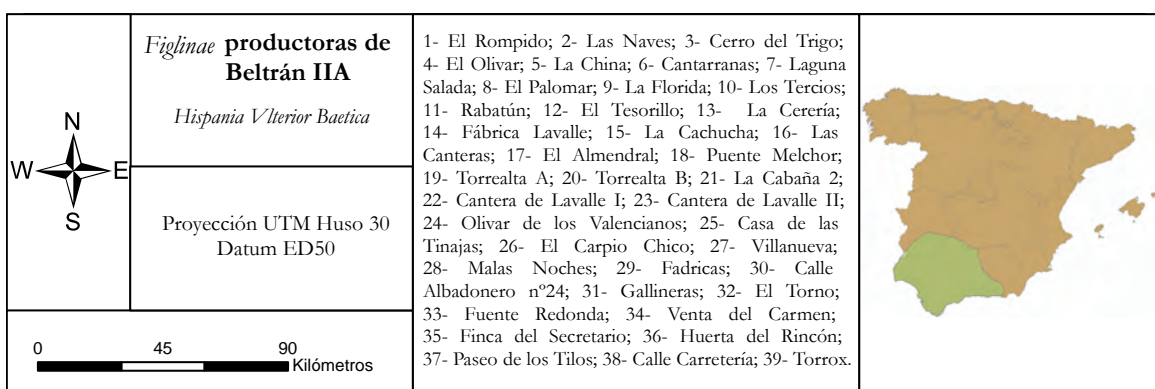 Figlinae productoras de
Beltrán IIA
Hispania Vlterior Baetica
N
W
E
S
Proyección UTM Huso 30
Datum ED50
0
45
90
Kilómetros
1- El Rompido; 2- Las Naves; 3- Cerro del Trigo;
4- El Olivar; 5- La China; 6- Cantarranas; 7- Laguna
Salada; 8- El Palomar; 9- La Florida; 10- Los Tercios;
11- Rabatún; 12- El Tesorillo; 13- La Cerería;
14- Fábrica Lavalle; 15- La Cachucha; 16- Las
Canteras; 17- El Almendral; 18- Puente Melchor;
19- Torrealta A; 20- Torrealta B; 21- La Cabaña 2;
22- Cantera de Lavalle I; 23- Cantera de Lavalle II;
24- Olivar de los Valencianos; 25- Casa de las
Tinajas; 26- El Carpio Chico; 27- Villanueva;
28- Malas Noches; 29- Fadricas; 30- Calle
Albadonero nº24; 31- Gallineras; 32- El Torno;
33- Fuente Redonda; 34- Venta del Carmen;
35- Finca del Secretario; 36- Huerta del Rincón;
37- Paseo de los Tilos; 38- Calle Carretería; 39- Torrox.